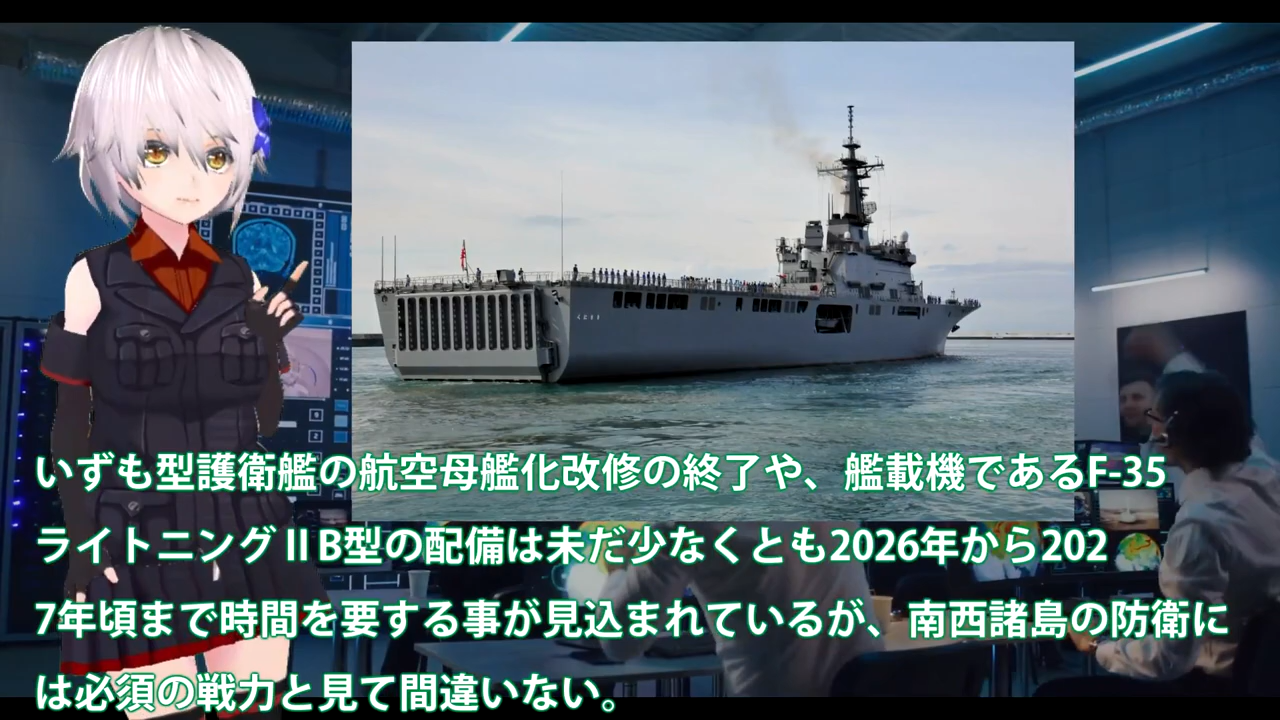 いずも型護衛艦の航空母艦化改修の終了や、艦載機であるF-35
ライトニングⅡB型の配備は未だ少なくとも2026年から202
7年頃まで時間を要する事が見込まれているが、南西諸島の防衛に
は必須の戦力と見て間違いない。